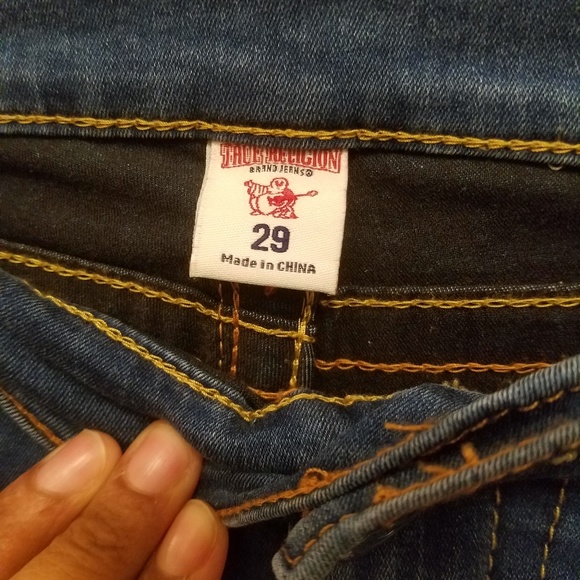 TRUE RELIGION
BRAND JEANS®
29
Made in CHINA